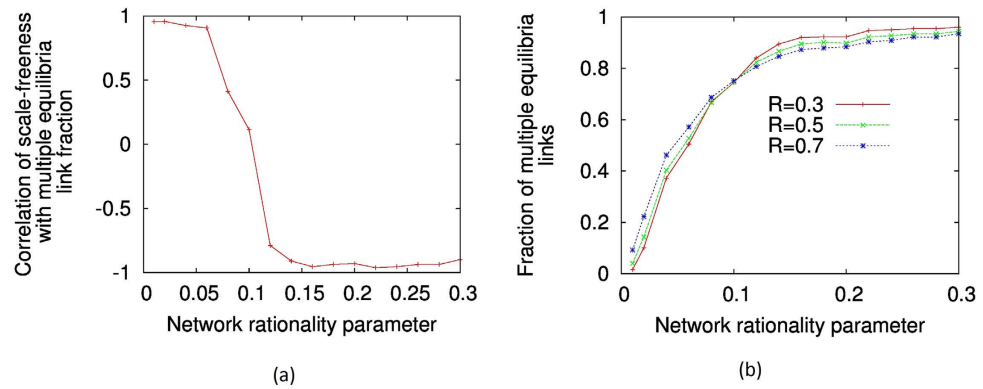 Correlation of scale-freeness
with multiple equilibria
link fraction
1
0.5
0
-0.5
-1
0
0.05
0.1
0.15
0.2
0.25
0.3
Network rationality parameter
(a)
Fraction of multiple equilibria
links
1
0.8
0.6
0.4
0.2
0
R=0.3
R=0.5
R=0.7
0
0.1
0.2
0.3
Network rationality parameter
(b)